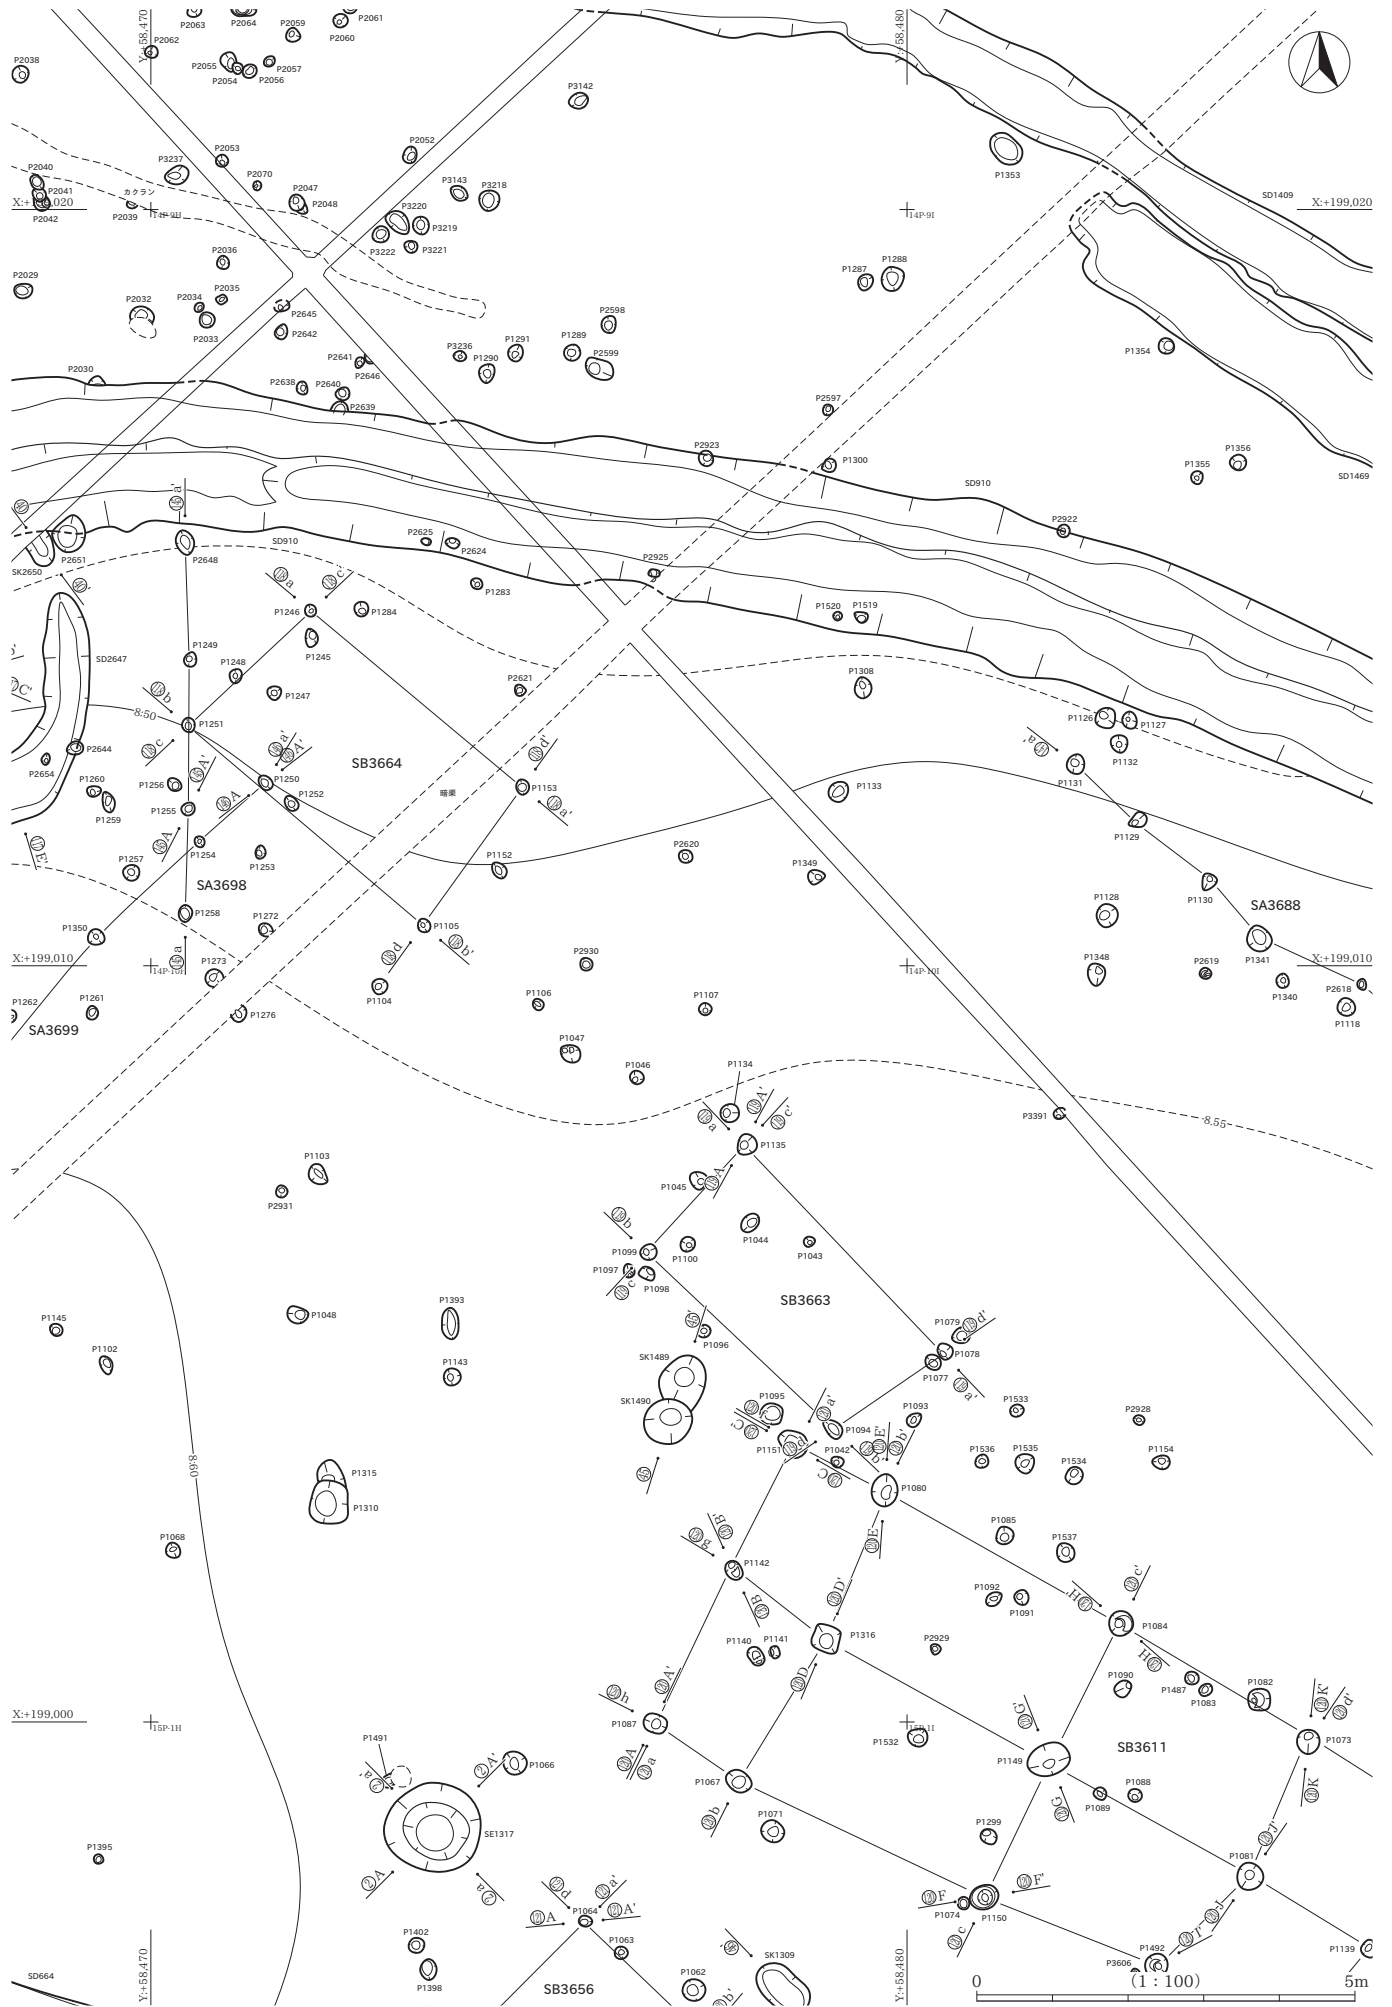 P2063
P2064
P2059
P2061
P2060
Y:+58,470
P2062
Y:+58,480
P2038
P2055
P2054
P2056
P2057
P3142
P2053
P2052
P1353
P3237
P2040
P2070
P2041
カクラン
P2047
P2048
P3143
P3218
SD1409
X:+199,020
P2042
P2039
14P-9H
P3220
P3219
14P-9I
X:+199,020
P3222
P3221
P2036
P1287
P1288
P2029
P2035
P2034
P2032
P2033
P2645
P2642
P2598
P1291
P1289
P3236
P1290
P2599
P1354
P2641
P2646
P2030
P2638
P2640
P2639
P2597
P2923
P1300
P1356
P1355
SD1469
SD910
a'
P2922
P2625
P2624
SD910
P2651
P2648
SK2650
P2925
P1283
a
c'
P1246
P1284
P1245
P1520
P1519
P1249
SD2647
P1248
P1308
C'
b
P1247
P2621
8:50
P1251
P1126
P1127
P1132
a'
P2644
c
a'
A'
SB3664
d'
P1131
P2654
P1260
P1256
A'
P1250
暗渠
P1153
P1133
P1259
P1255
A
P1252
a'
P1129
E'
A
P1254
P1253
P1257
P1152
P2620
P1349
P1130
SA3698
P1258
P1272
P1128
SA3688
P1350
P1105
X:+199,010
a
14P-10H
d
b'
P2930
14P-10I
P1341
X:+199,010
P1273
P1348
P2619
P1340
P2618
P1104
P1262
P1261
P1276
P1106
P1107
P1118
SA3699
P1047
P1046
P1134
A'
c'
a
P3391
8.55
P1135
P1103
P1045
A
P2931
b
P1044
P1043
P1099
P1100
P1097
P1098
c
SB3663
P1145
P1048
P1393
45'
P1079
d'
P1102
P1096
P1078
P1143
SK1489
P1077
a'
SK1490
P1095
a'
P1093
P1533
P2928
C'
P1094
E'
b'
P1151
d
P1042
P1536
P1535
P1534
P1154
8:60
P1315
45
C
P1080
P1310
P1068
B'
g
E
P1085
P1537
P1142
c'
D'
P1092
P1091
H'
B
P1316
P1084
P1140
P1141
P2929
H
D
P1090
P1487
P1083
P1082
h
A'
K'
d'
X:+199,000
P1087
G'
15P-1H
15P-1I
P1532
P1149
SB3611
P1073
P1491
A
a
2
A'
a'
2
P1066
P1067
G
P1089
P1088
K
b
P1071
P1299
J'
SE1317
P1081
P1395
2
A
a
2
F
F'
d
a'
P1074
P1150
J
P1064
A
A'
c
I'
P1402
P1063
P1492
P1139
P1398
SK1309
P3606
SD664
Y:+58,470
SB3656
P1062
b'
Y:+58,480
0
(1 : 100)
5m